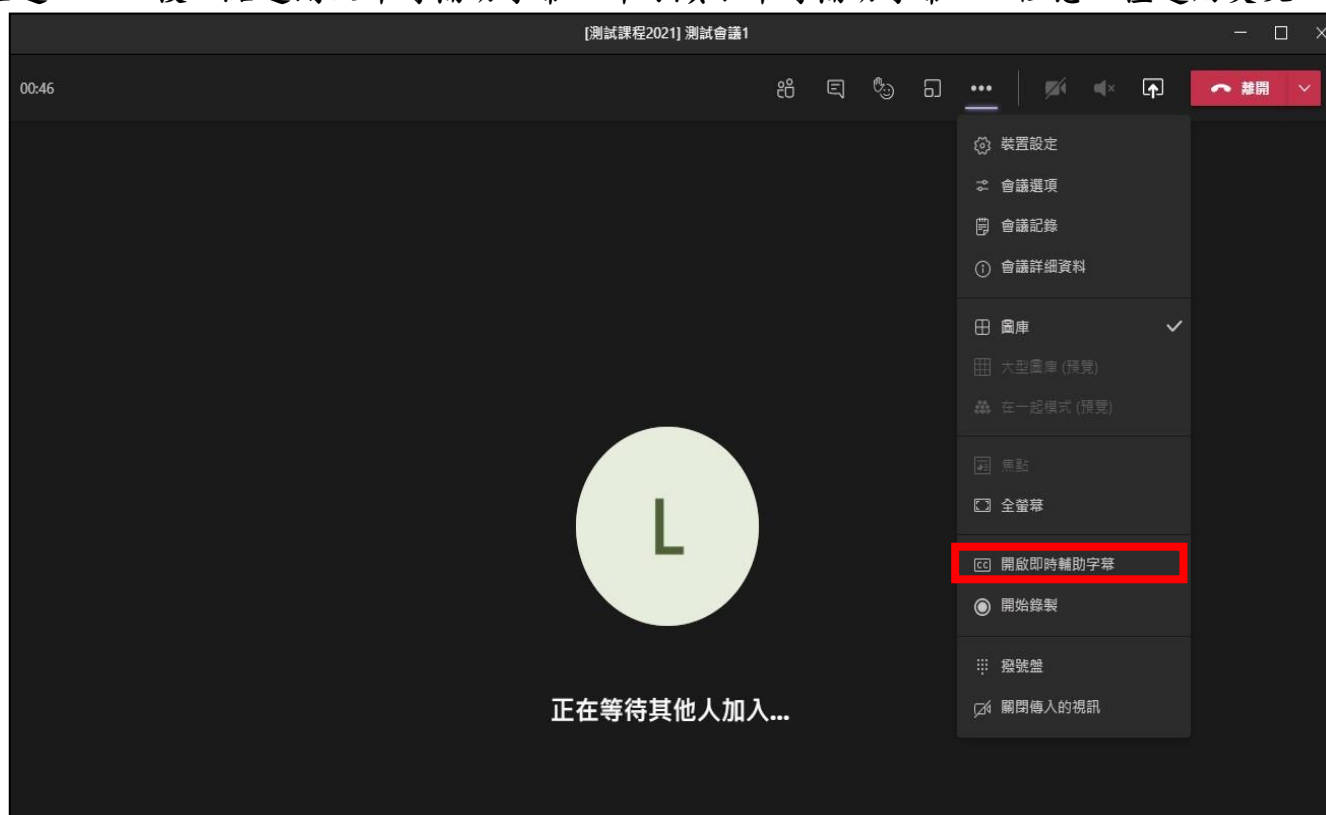 [測試課程2021] 測試會議1
00:46
離開
裝置設定
會議選項
會議記錄
會議詳細資料
圖庫
大型圖庫 (預覽)
在一起模式 (預覽)
焦點
全螢幕
CC 開啟即時輔助字幕
開始錄製
撥號盤
關閉傳入的視訊
L
正在等待其他人加入...